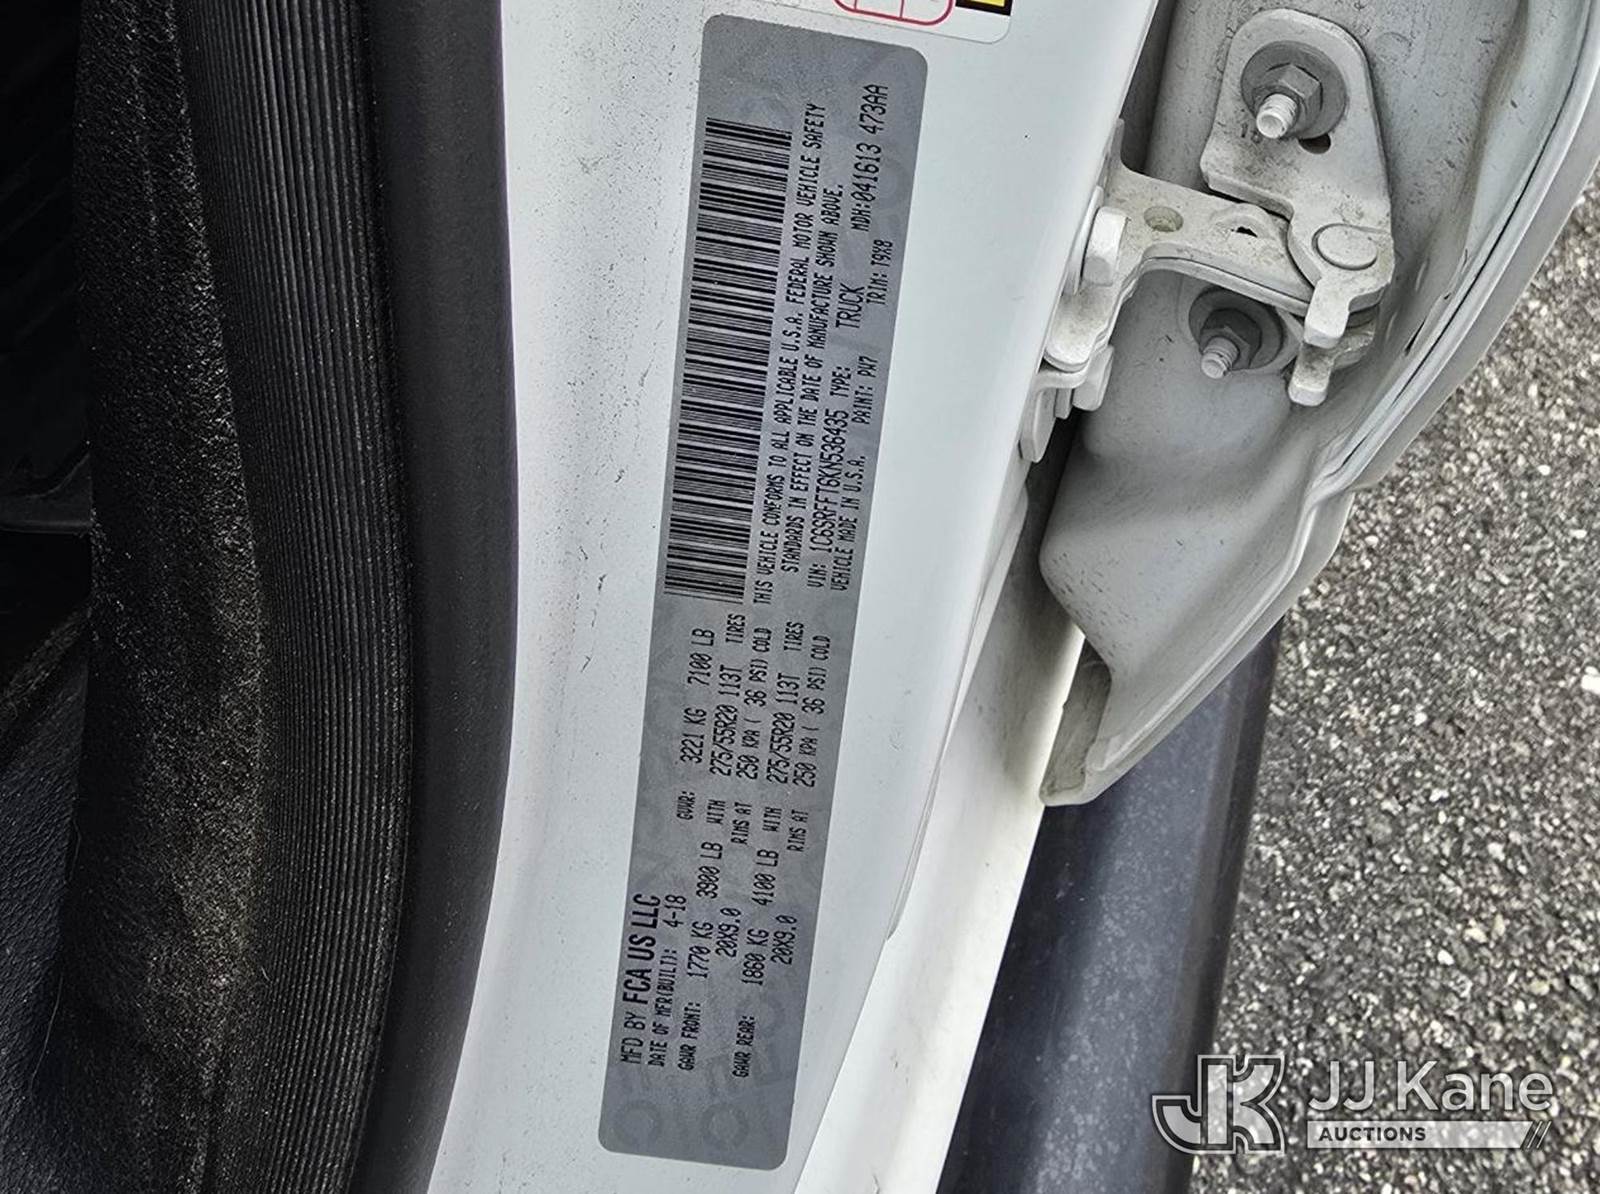 MFD BY FCA US LLC
DATE OF MFR(BUILT): 4-18 GVWR: 3221 KG 7100 LB
GAWR FRONT: 1770 KG 3900 LB WITH 275/55R20 113T TIRES
20X9.0 RIMS AT 250 KPA ( 36 PSI) COLD
GAWR REAR: 1860 KG 4100 LB WITH 275/55R20 113T TIRES
20X9.0 RIMS AT 250 KPA ( 36 PSI) COLD
THIS VEHICLE CONFORMS TO ALL APPLICABLE U.S.A. FEDERAL MOTOR VEHICLE SAFETY
STANDARDS IN EFFECT ON THE DATE OF MANUFACTURE SHOWN ABOVE.
VIN: 1C6SRFFT6KN536435 TYPE: TRUCK MDH:041613 473AA
VEHICLE MADE IN U.S.A. PAINT: PW7 TRIM: T9X8
JK JJ Kane
AUCTIONS